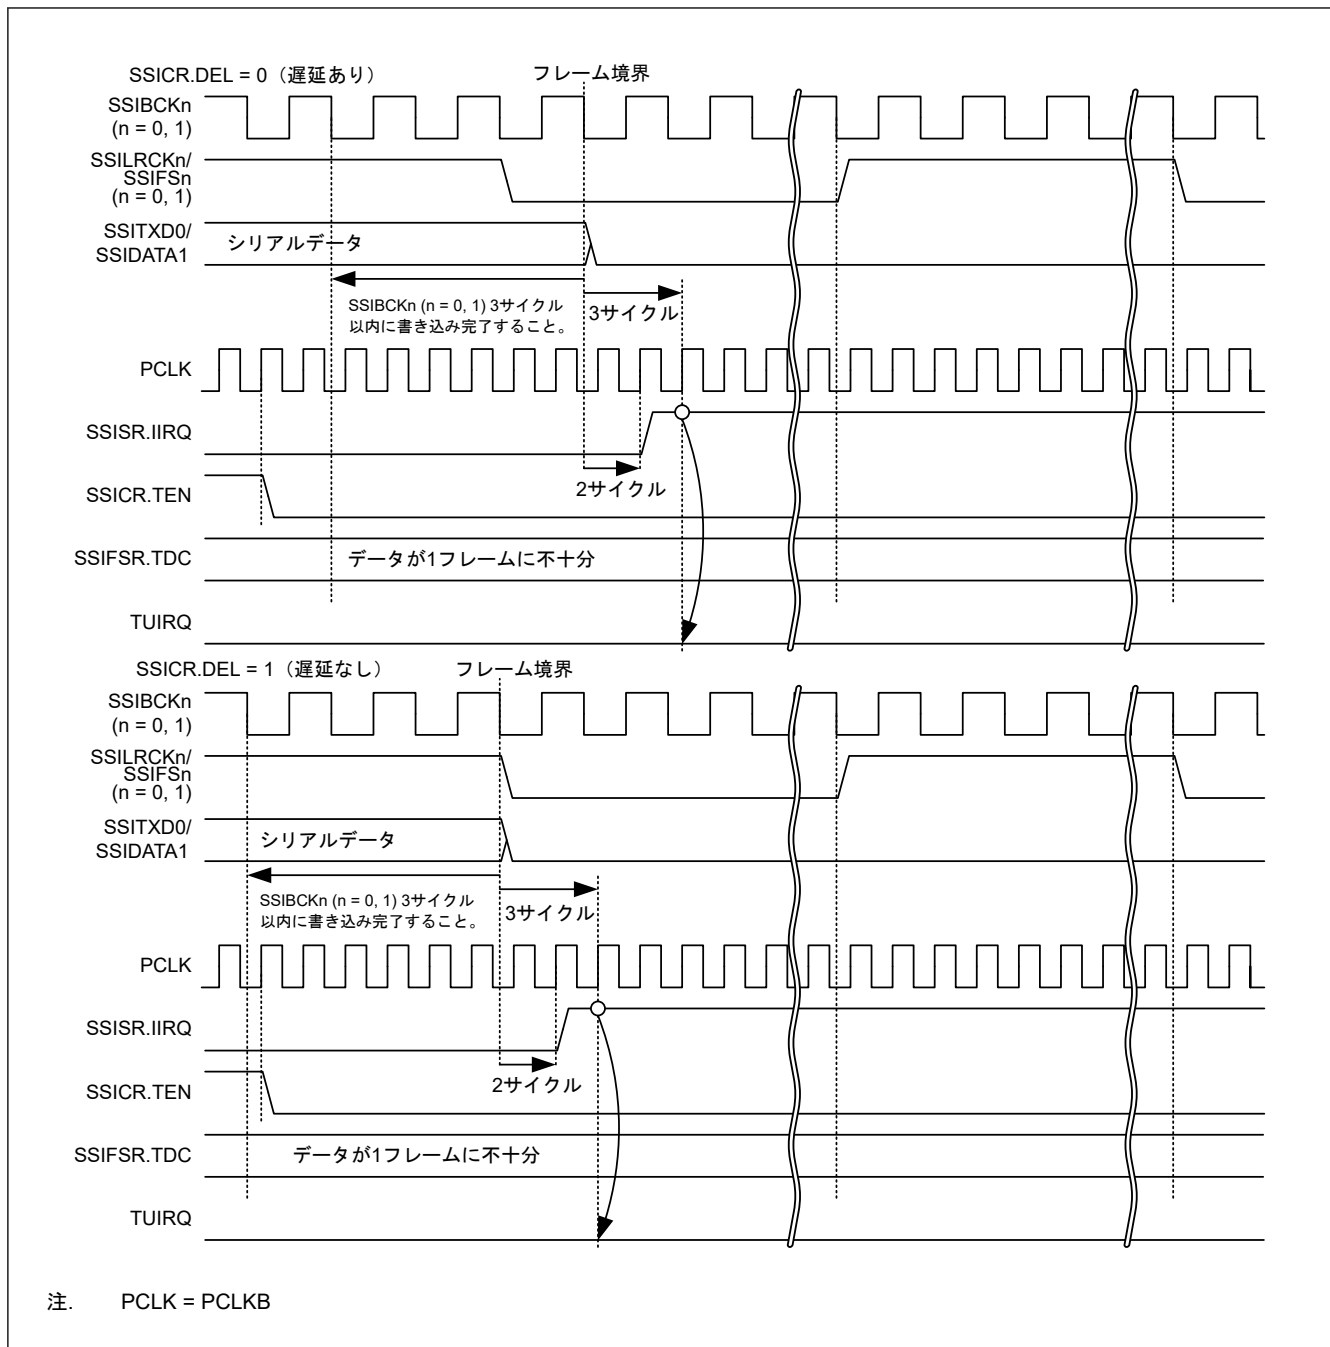 SSICR.DEL = 0（遅延あり）
フレーム境界
SSIBCKn
(n = 0, 1)
SSILRCKn/
SSIFSn
(n = 0, 1)
SSITXD0/
SSIDATA1
シリアルデータ
SSIBCKn (n = 0, 1) 3サイクル
以内に書き込み完了すること。
3サイクル
PCLK
SSISR.IIRQ
2サイクル
SSICR.TEN
SSIFSR.TDC
データが1フレームに不十分
TUIRQ
SSICR.DEL = 1（遅延なし）
フレーム境界
SSIBCKn
(n = 0, 1)
SSILRCKn/
SSIFSn
(n = 0, 1)
SSITXD0/
SSIDATA1
シリアルデータ
SSIBCKn (n = 0, 1) 3サイクル
以内に書き込み完了すること。
3サイクル
PCLK
SSISR.IIRQ
2サイクル
SSICR.TEN
SSIFSR.TDC
データが1フレームに不十分
TUIRQ
注. PCLK = PCLKB